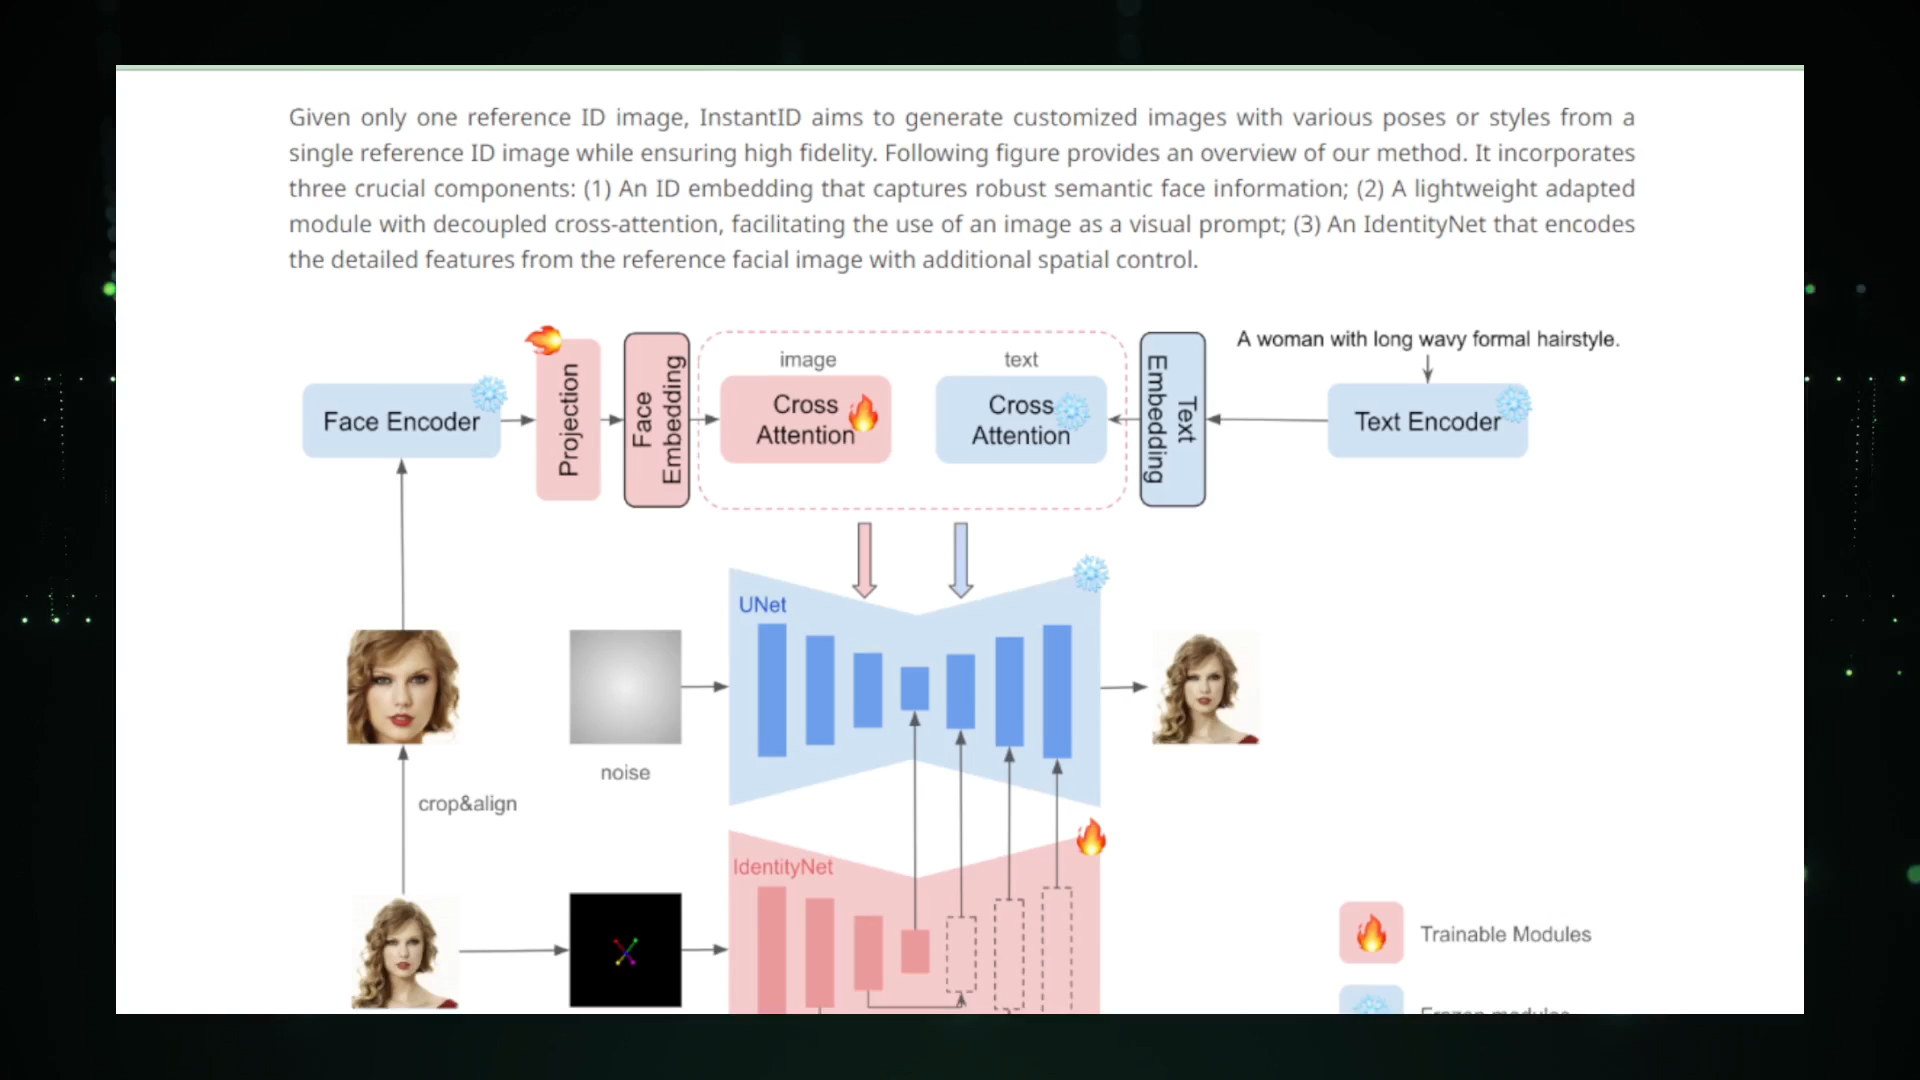 Given only one reference ID image, InstantID aims to generate customized images with various poses or styles from a
single reference ID image while ensuring high fidelity. Following figure provides an overview of our method. It incorporates
three crucial components: (1) An ID embedding that captures robust semantic face information; (2) A lightweight adapted
module with decoupled cross-attention, facilitating the use of an image as a visual prompt; (3) An IdentityNet that encodes
the detailed features from the reference facial image with additional spatial control.
A woman with long wavy formal hairstyle.
Face Encoder
Projection
Face
Embedding
image
Cross
Attention
text
Cross
Attention
Text
Embedding
Text Encoder
UNet
noise
crop&align
IdentityNet
Trainable Modules
Frozen modules